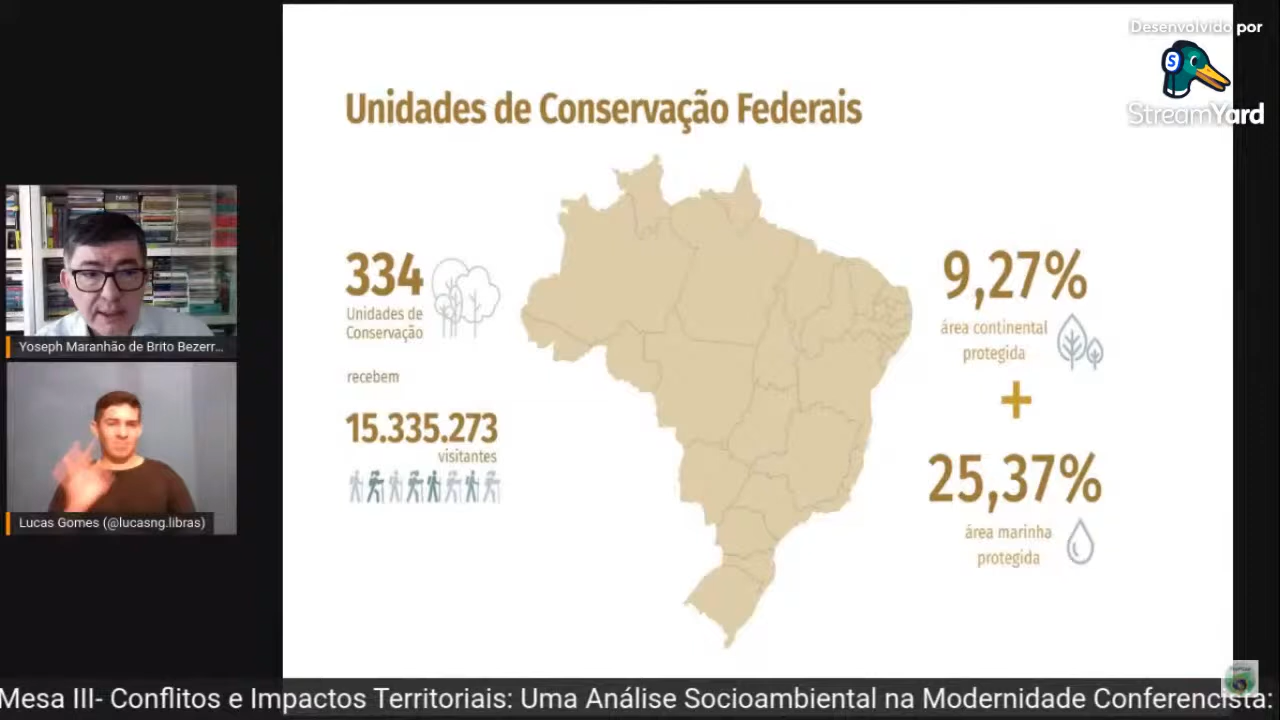 Desenvolvido por
StreamYard
Unidades de Conservação Federais
334
Unidades de
Conservação
recebem
15.335.273
visitantes
9,27%
área continental
protegida
+
25,37%
área marinha
protegida
Yoseph Maranhão de Brito Bezerr...
Lucas Gomes (@lucasng.libras)
Mesa III- Conflitos e Impactos Territoriais: Uma Análise Socioambiental na Modernidade Conferencista: